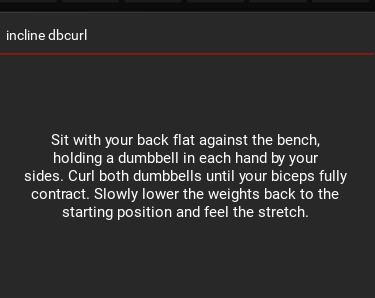 incline dbcurl
Sit with your back flat against the bench,
holding a dumbbell in each hand by your
sides. Curl both dumbbells until your biceps fully
contract. Slowly lower the weights back to the
starting position and feel the stretch.